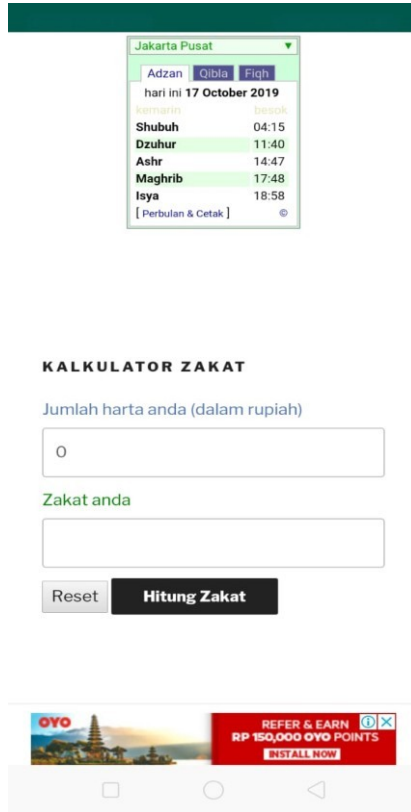 Jakarta Pusat ▼
Adzan Qibla Fiqh
hari ini 17 October 2019
kemarin besok
Shubuh 04:15
Dzuhur 11:40
Ashr 14:47
Maghrib 17:48
Isya 18:58
[ Perbulan & Cetak ] ©
KALKULATOR ZAKAT
Jumlah harta anda (dalam rupiah)
0
Zakat anda
Reset Hitung Zakat
OYO
REFER & EARN
RP 150,000 OYO POINTS
INSTALL NOW